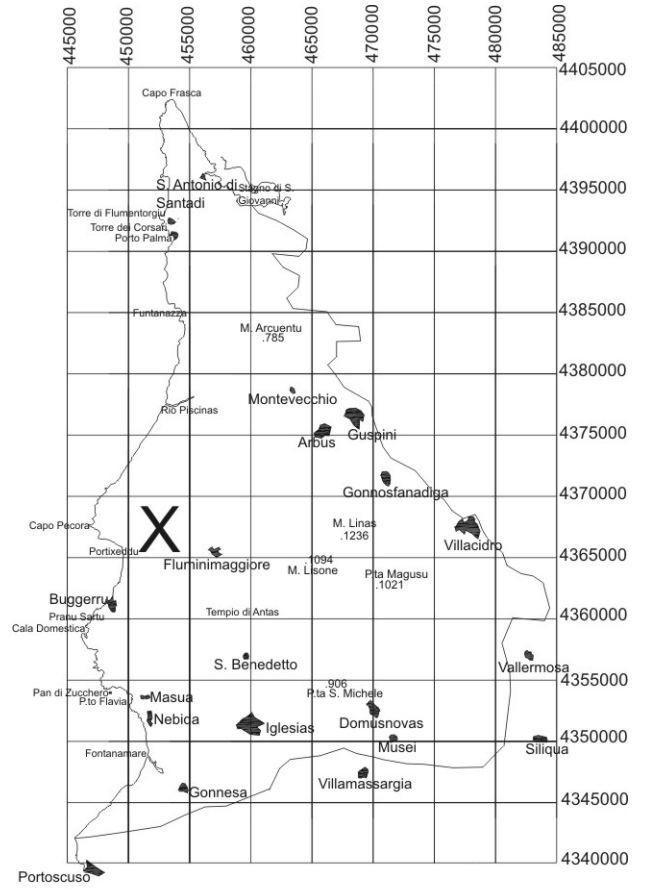 445000
450000
455000
460000
465000
470000
475000
480000
485000
4405000
Capo Frasca
4400000
S. Antonio di
Santadi
Stagno di S.
Giovanni
4395000
Torre di Flumentorgiu
Torre dei Corsari
Porto Palma
4390000
Funtanazza
4385000
M. Arcuentu
.785
4380000
Montevecchio
Rio Piscinas
Arbus
Guspini
4375000
Gonnosfanadiga
4370000
Capo Pecora
X
M. Linas
.1236
Villacidro
Portixeddu
4365000
Fluminimaggiore
.1094
M. Lisone
P.ta Magusu
.1021
Buggerru
Pranu Sartu
Cala Domestica
Tempio di Antas
4360000
S. Benedetto
Vallermosa
4355000
Pan di Zucchero
P.to Flavia
Masua
.906
P.ta S. Michele
Nebida
Iglesias
Domusnovas
4350000
Musei
Siliqua
Fontanamare
Gonnesa
Villamassargia
4345000
4340000
Portoscuso